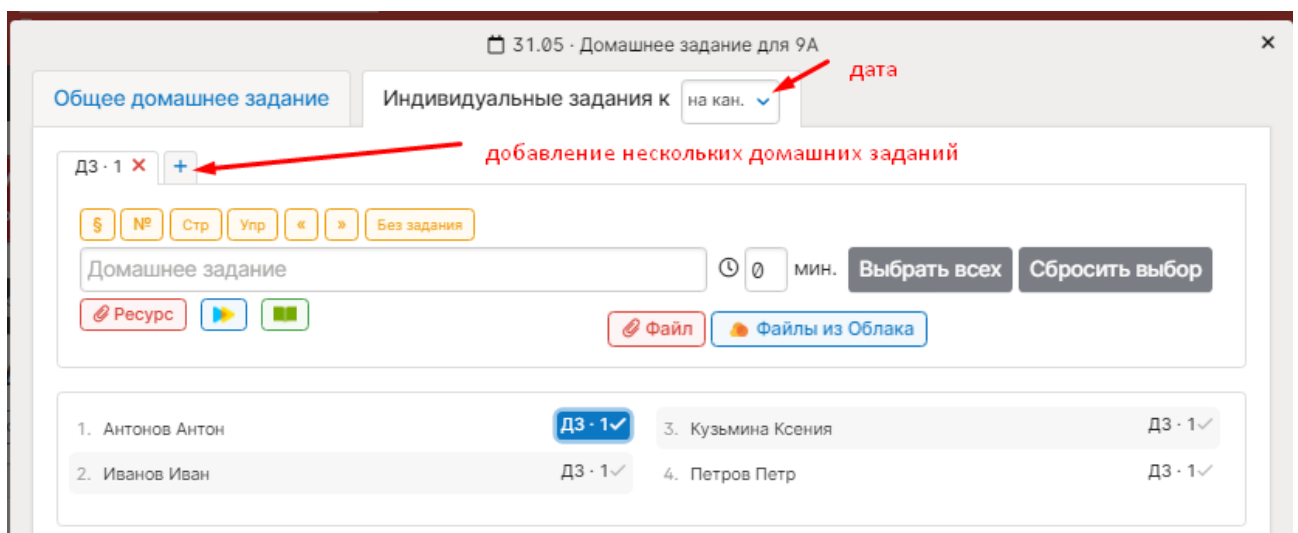 31.05 · Домашнее задание для 9А ×
дата
Общее домашнее задание Индивидуальные задания к на кан.
добавление нескольких домашних заданий
ДЗ · 1 × +
§ № Стр Упр « » Без задания
Домашнее задание 0 мин. Выбрать всех Сбросить выбор
Ресурс Файл Файлы из Облака
1. Антонов Антон ДЗ · 1✓ 3. Кузьмина Ксения ДЗ · 1✓
2. Иванов Иван ДЗ · 1✓ 4. Петров Петр ДЗ · 1✓